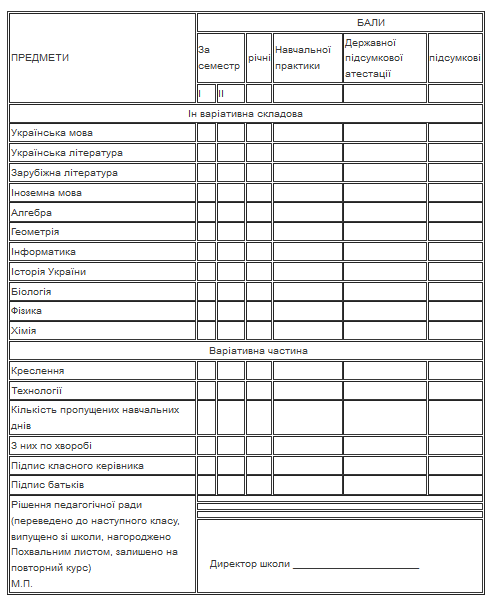 ПРЕДМЕТИ
БАЛИ
За
семестр
річні
Навчальної
практики
Державної
підсумкової
атестації
підсумкові
I
II
Ін варіативна складова
Українська мова
Українська література
Зарубіжна література
Іноземна мова
Алгебра
Геометрія
Інформатика
Історія України
Біологія
Фізика
Хімія
Варіативна частина
Креслення
Технології
Кількість пропущених навчальних
днів
З них по хворобі
Підпис класного керівника
Підпис батьків
Рішення педагогічної ради
(переведено до наступного класу,
випущено зі школи, нагороджено
Похвальним листом, залишено на
повторний курс)
М.П.
Директор школи _______________________